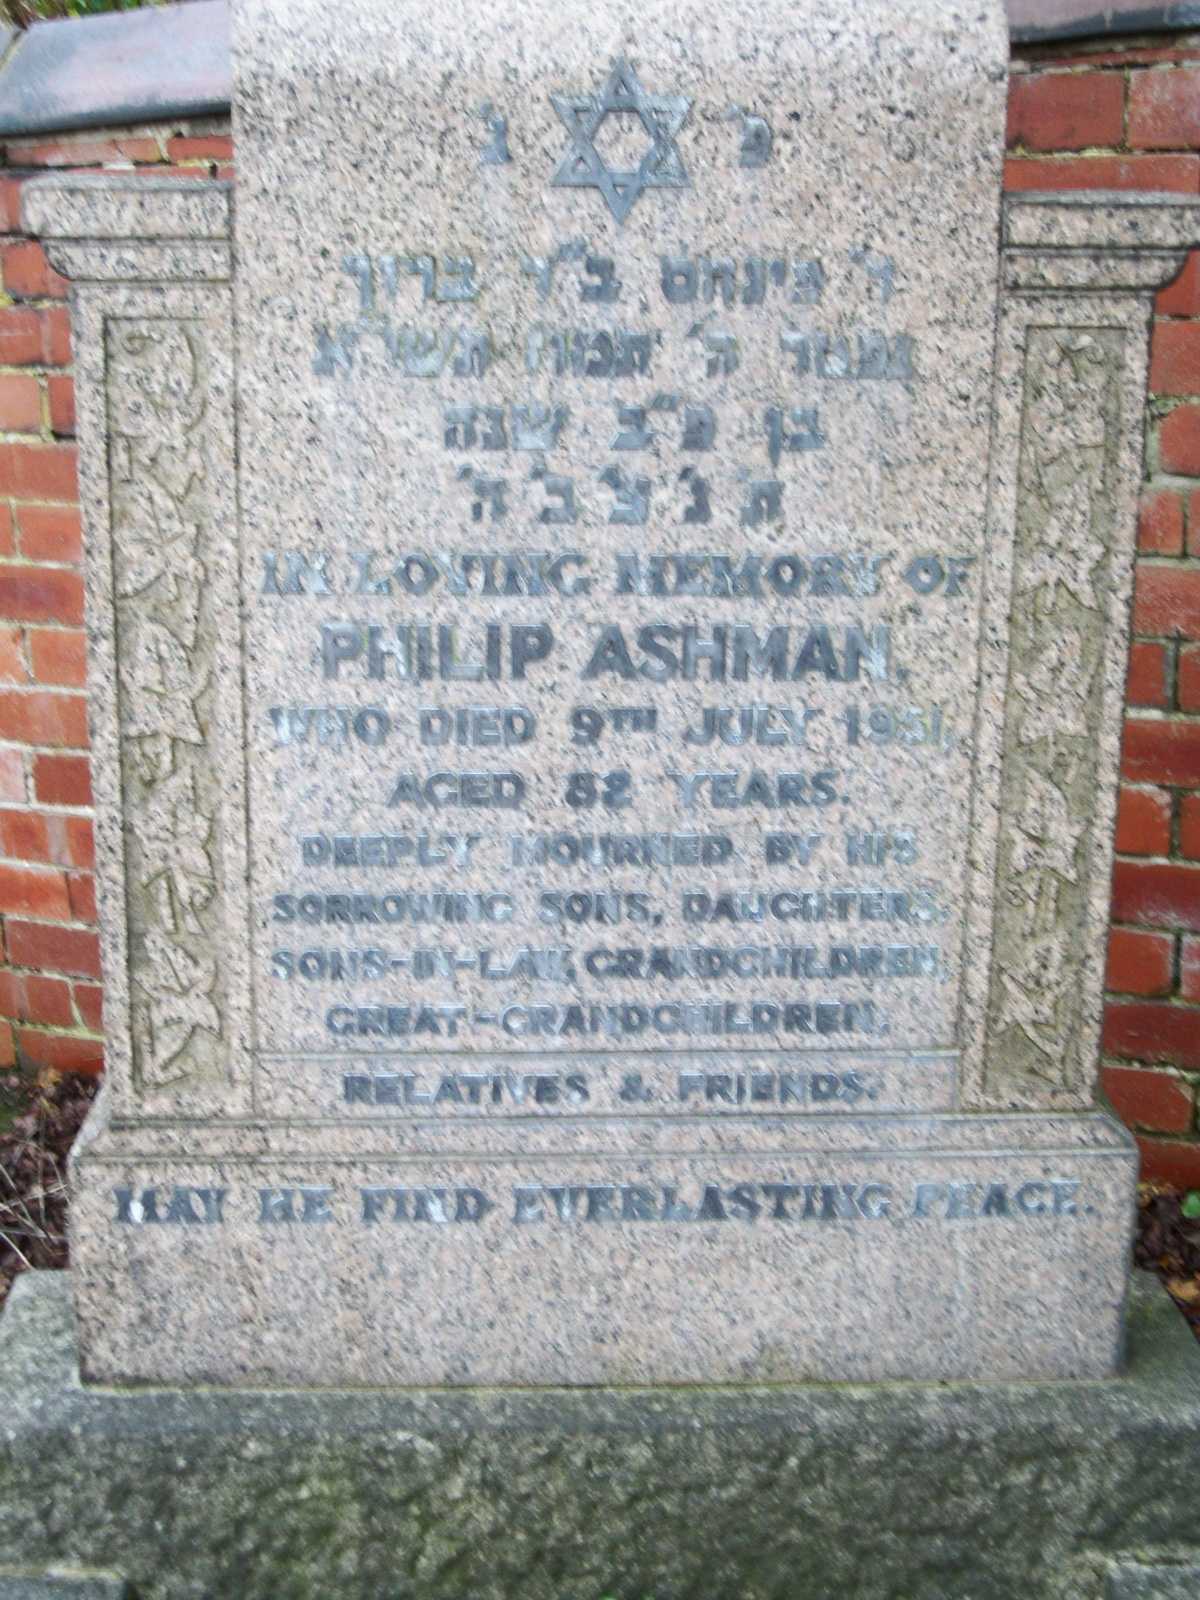 פ' נ'
ר' פינחס ב"ר ברוך
נפטר ה' תמוז תשי"א
בן פ"ב שנה
ת' נ' צ' ב' ה'
IN LOVING MEMORY OF
PHILIP ASHMAN.
WHO DIED 9TH JULY 1951,
AGED 82 YEARS.
DEEPLY MOURNED BY HIS
SORROWING SONS, DAUGHTERS,
SONS-IN-LAW, GRANDCHILDREN,
GREAT-GRANDCHILDREN,
RELATIVES & FRIENDS.
MAY HE FIND EVERLASTING PEACE.